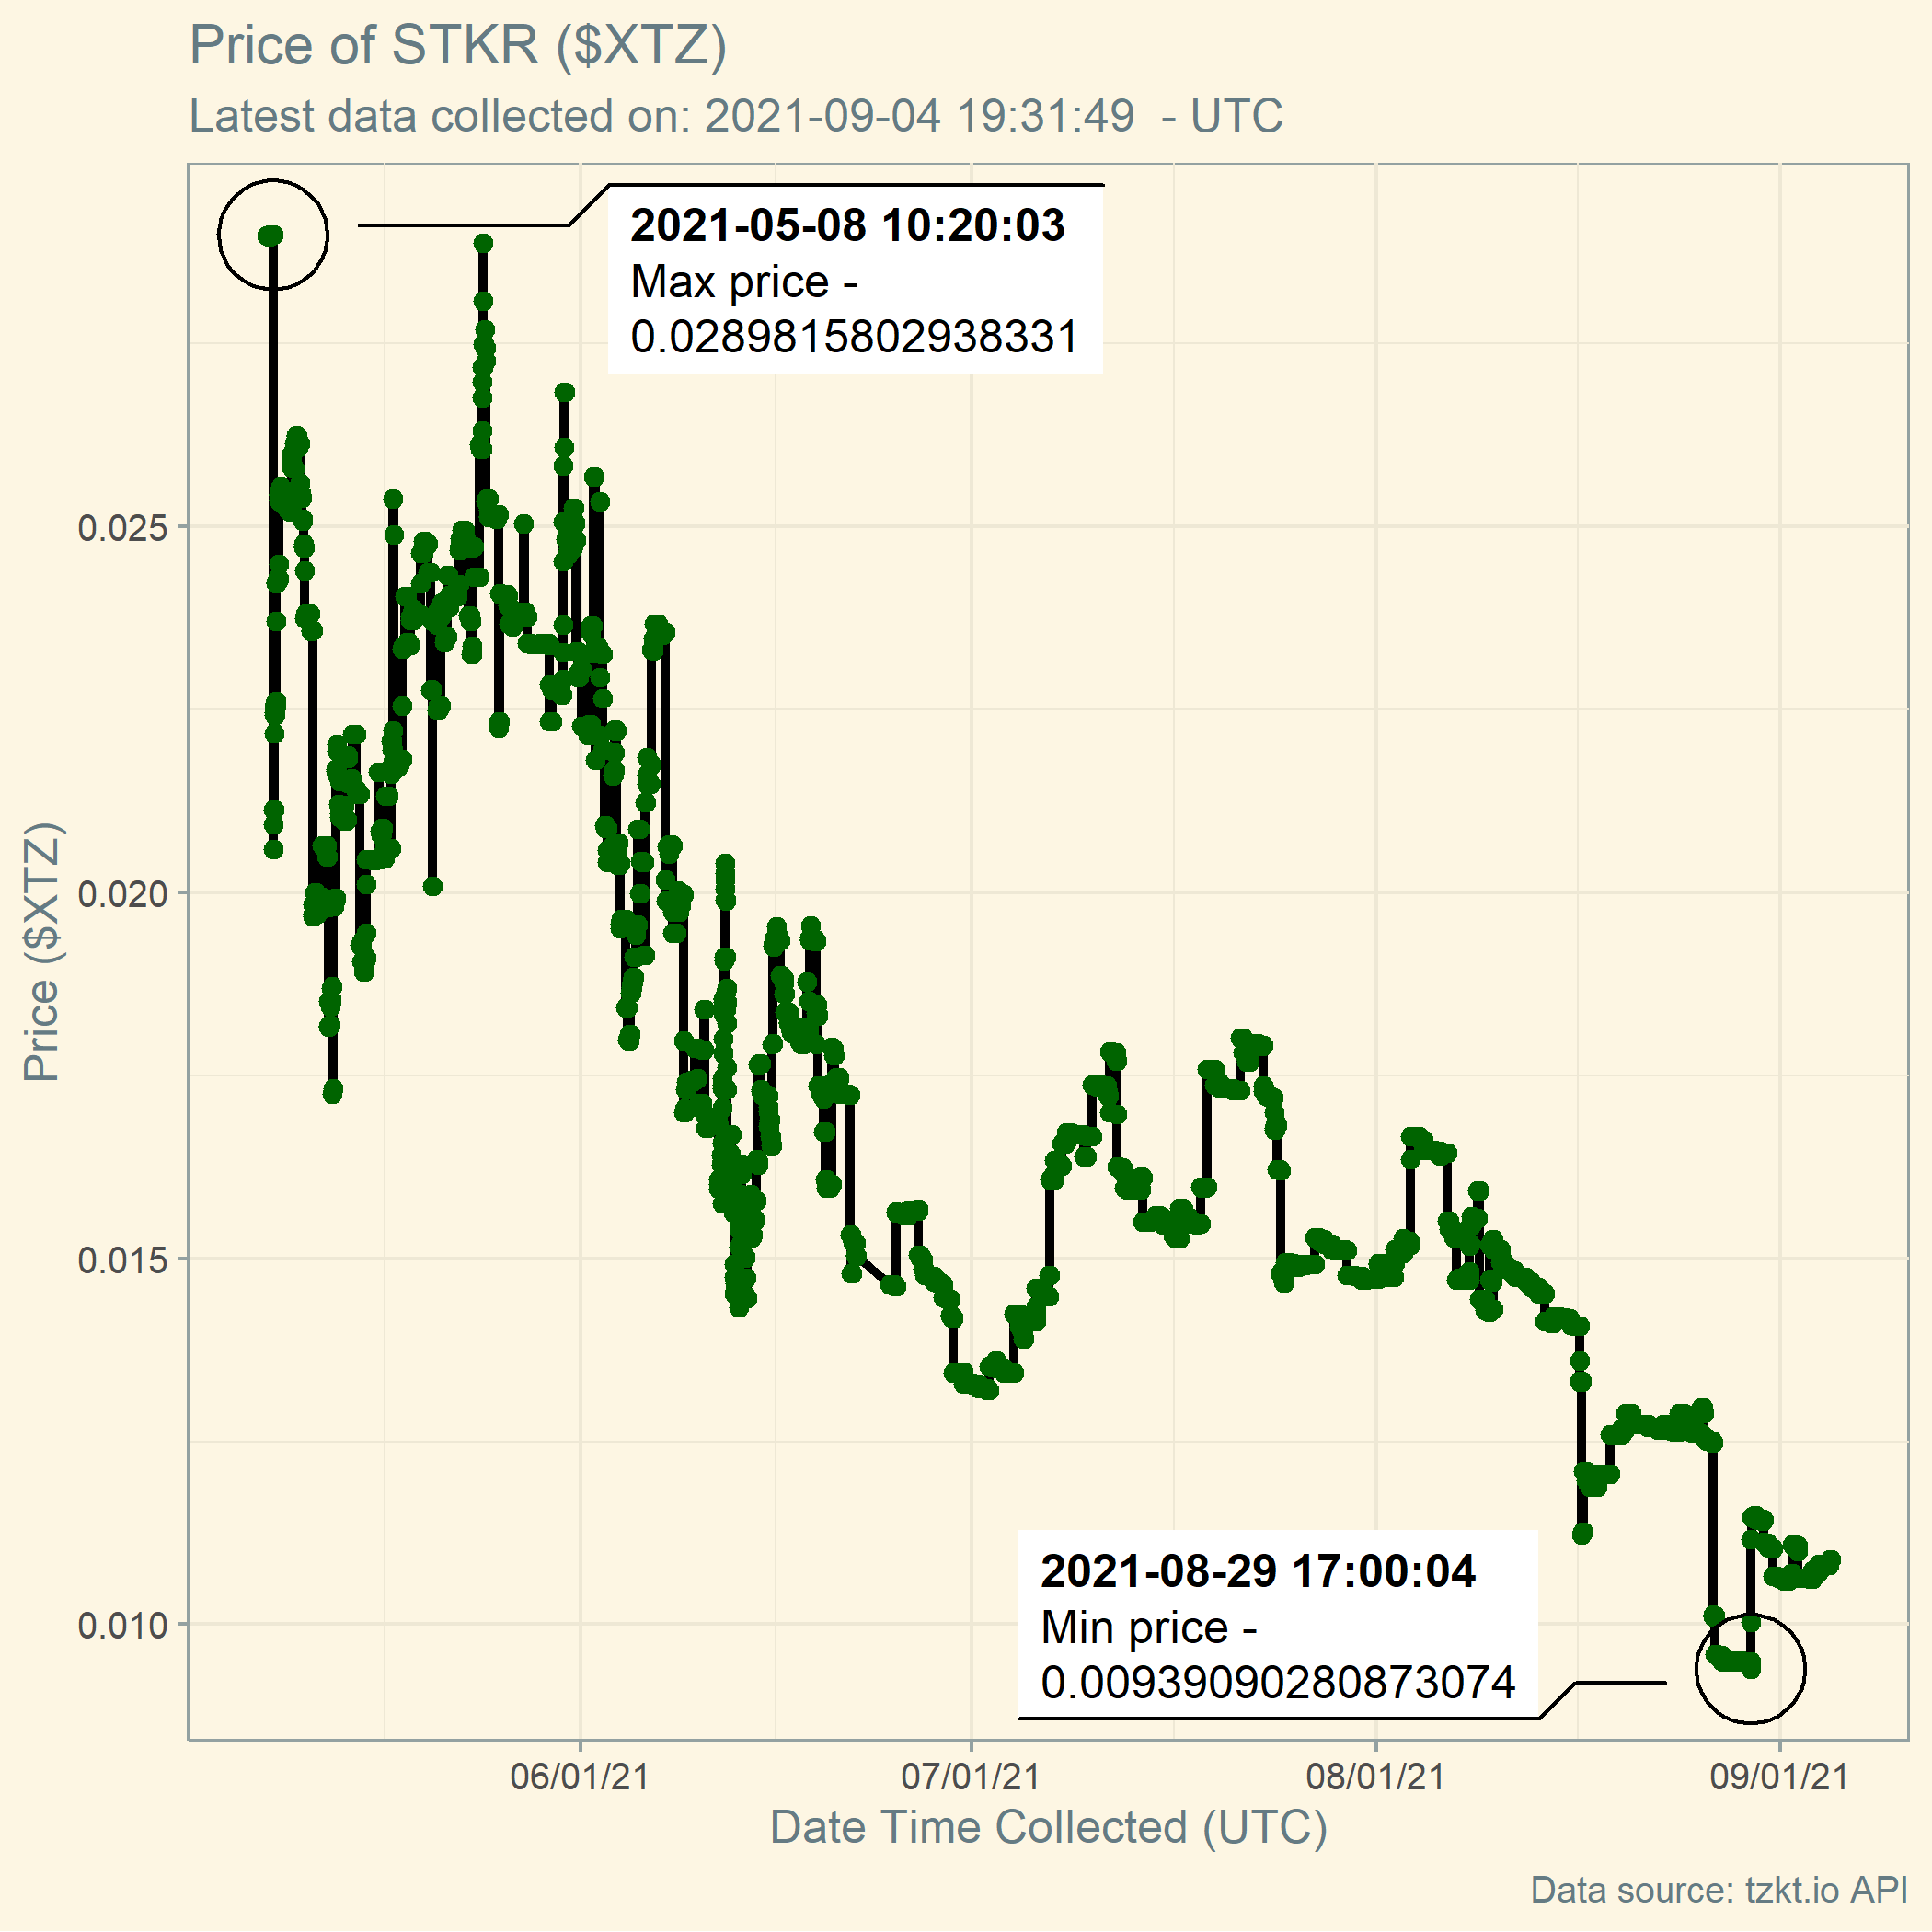 Price of STKR ($XTZ)
Latest data collected on: 2021-09-04 19:31:49  - UTC
2021-05-08 10:20:03
Max price -
0.0289815802938331
0.025
0.020
0.015
0.010
Price ($XTZ)
2021-08-29 17:00:04
Min price -
0.00939090280873074
06/01/21
07/01/21
08/01/21
09/01/21
Date Time Collected (UTC)
Data source: tzkt.io API